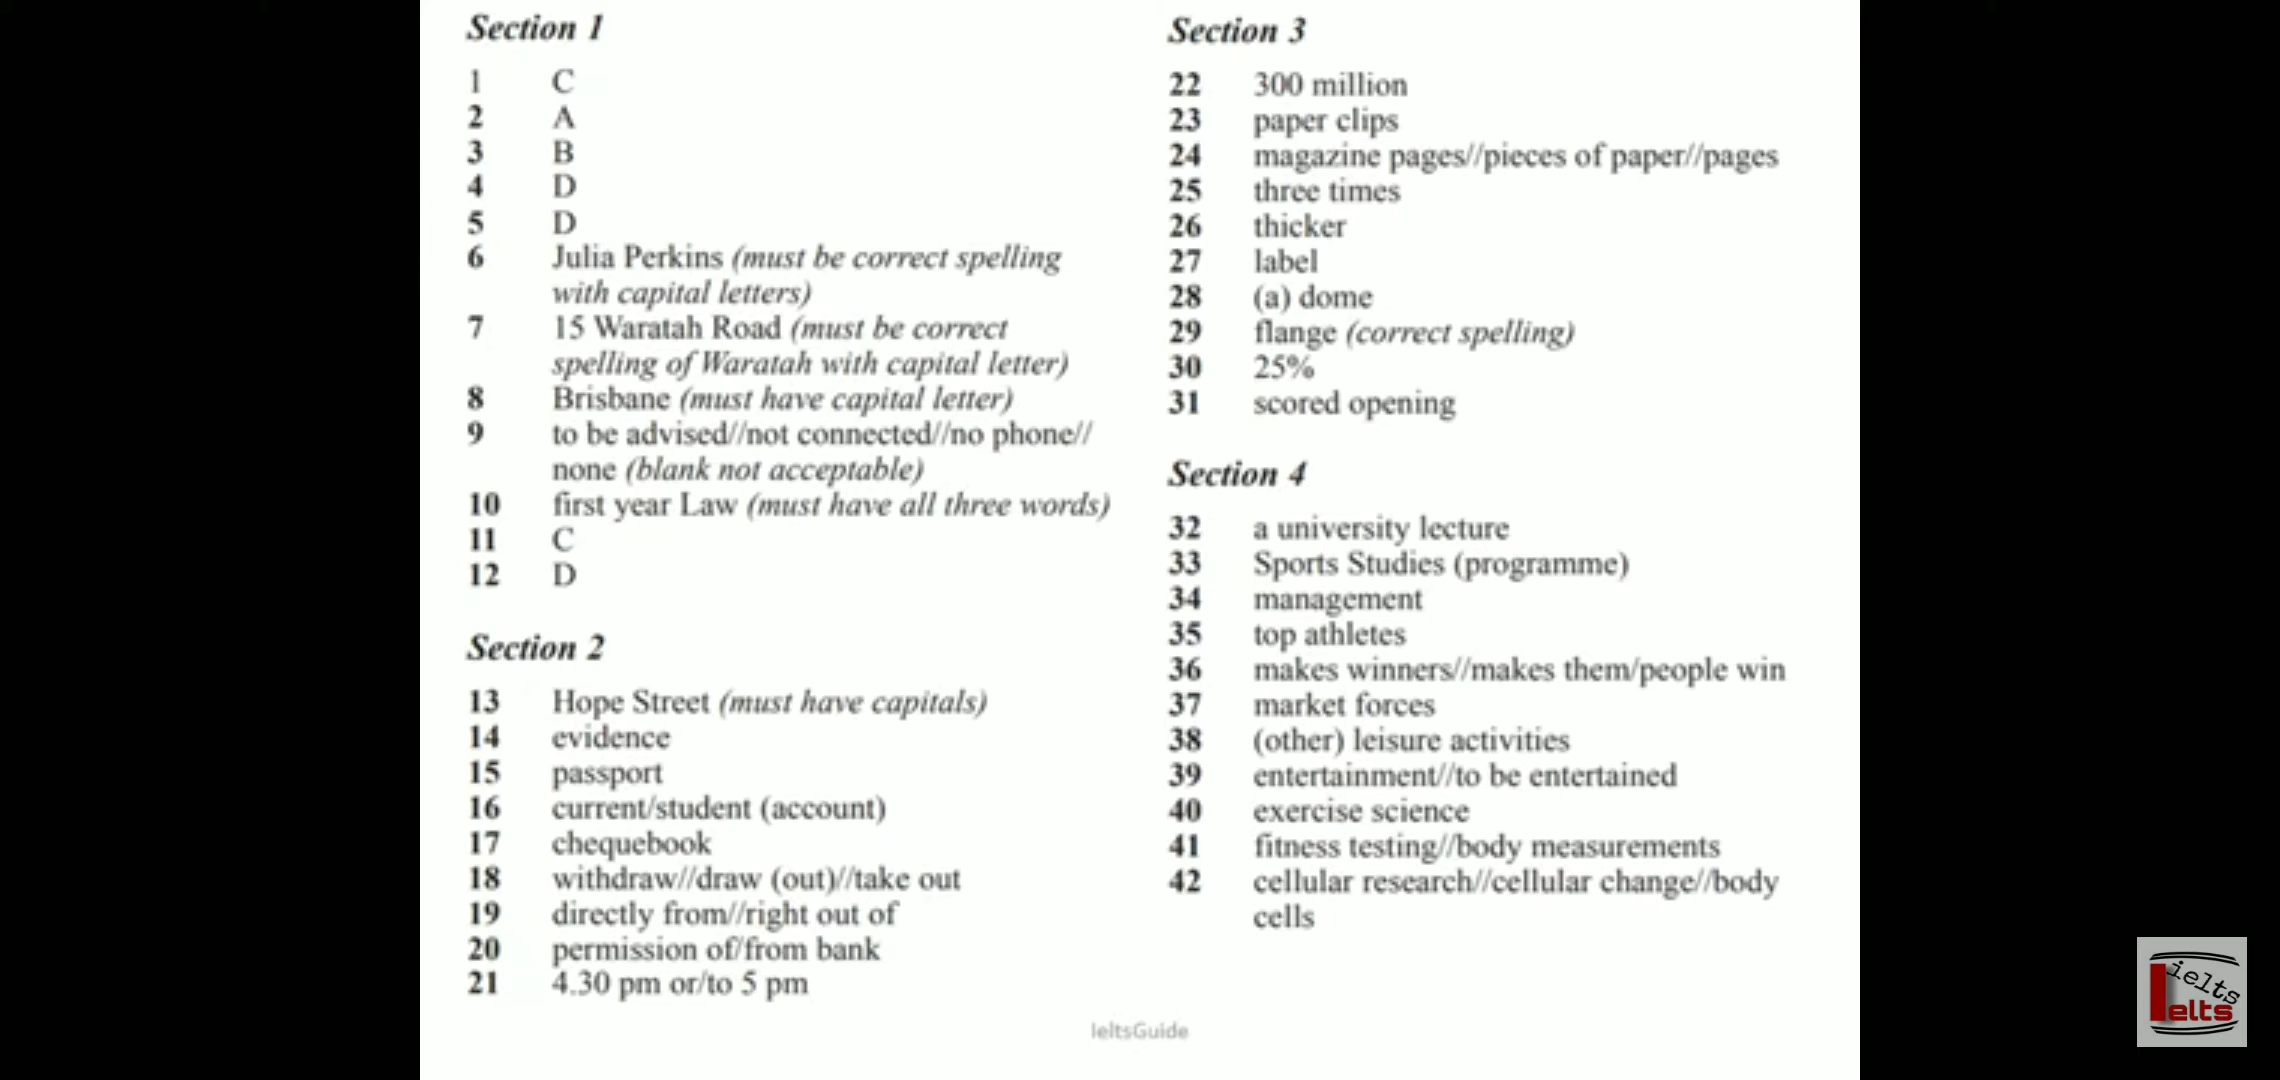 Section 1
1 C
2 A
3 B
4 D
5 D
6 Julia Perkins (must be correct spelling
with capital letters)
7 15 Waratah Road (must be correct
spelling of Waratah with capital letter)
8 Brisbane (must have capital letter)
9 to be advised//not connected//no phone//
none (blank not acceptable)
10 first year Law (must have all three words)
11 C
12 D
Section 2
13 Hope Street (must have capitals)
14 evidence
15 passport
16 current/student (account)
17 chequebook
18 withdraw//draw (out)//take out
19 directly from//right out of
20 permission of/from bank
21 4.30 pm or/to 5 pm
Section 3
22 300 million
23 paper clips
24 magazine pages//pieces of paper//pages
25 three times
26 thicker
27 label
28 (a) dome
29 flange (correct spelling)
30 25%
31 scored opening
Section 4
32 a university lecture
33 Sports Studies (programme)
34 management
35 top athletes
36 makes winners//makes them/people win
37 market forces
38 (other) leisure activities
39 entertainment//to be entertained
40 exercise science
41 fitness testing//body measurements
42 cellular research//cellular change//body
cells
IeltsGuide
ielts
Ielts